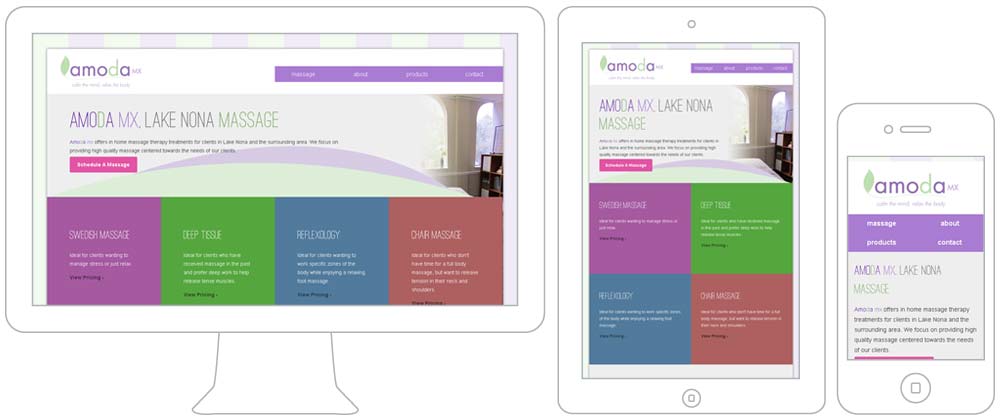 amoda MX
calm the mind, relax the body.
massage about products contact
AMODA MX, LAKE NONA MASSAGE
Amoda mx offers in home massage therapy for clients in Lake Nona and the surrounding area. We focus on
providing high quality massage centered towards the needs of our clients.
Schedule A Massage
SWEDISH MASSAGE
Ideal for clients wanting to
manage stress or just relax.
View Pricing ›
DEEP TISSUE
Ideal for clients who have
received massage in the past
and prefer deep work to help
release tense muscles.
View Pricing ›
REFLEXOLOGY
Ideal for clients wanting to
work specific zones of the
body while enjoying a relaxing
foot massage.
View Pricing ›
CHAIR MASSAGE
Ideal for clients who don't
have time for a full body
massage, but want to release
tension in their neck and
shoulders.
View Pricing ›
amoda MX
calm the mind, relax the body.
massage about products contact
AMODA MX, LAKE NONA
MASSAGE
Amoda mx offers in home massage therapy for clients in
Lake Nona and the surrounding area. We focus on
providing high quality massage centered towards the
needs of our clients.
Schedule A Massage
SWEDISH MASSAGE
Ideal for clients wanting to manage stress or
just relax.
View Pricing ›
DEEP TISSUE
Ideal for clients who have received massage
in the past and prefer deep work to help
release tense muscles.
View Pricing ›
REFLEXOLOGY
Ideal for clients wanting to work specific zones
of the body while enjoying a relaxing foot
massage.
View Pricing ›
CHAIR MASSAGE
Ideal for clients who don't have time for a full
body massage, but want to release tension in
their neck and shoulders.
View Pricing ›
amoda MX
calm the mind, relax the body.
massage about
products contact
AMODA MX, LAKE NONA
MASSAGE
Amoda mx offers in home massage therapy
treatments for clients in Lake Nona and the
surrounding area. We focus on providing high
quality massage centered towards the needs
of our clients.